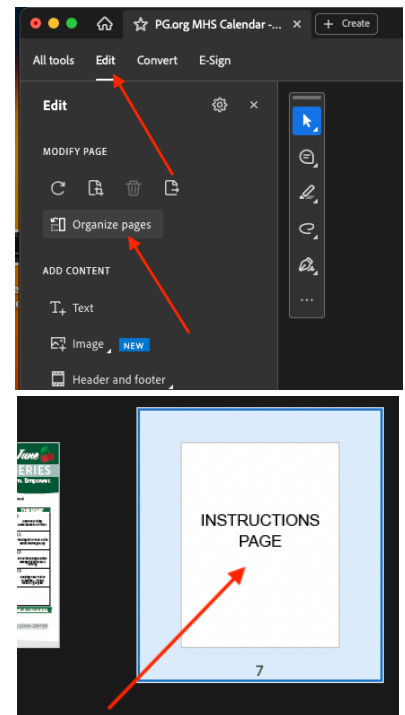 PG.org MHS Calendar -...
Create
All tools Edit Convert E-Sign
Edit
MODIFY PAGE
Organize pages
ADD CONTENT
Text
Image NEW
Header and footer
June
ERIES
Empower.
INSTRUCTIONS
PAGE
7